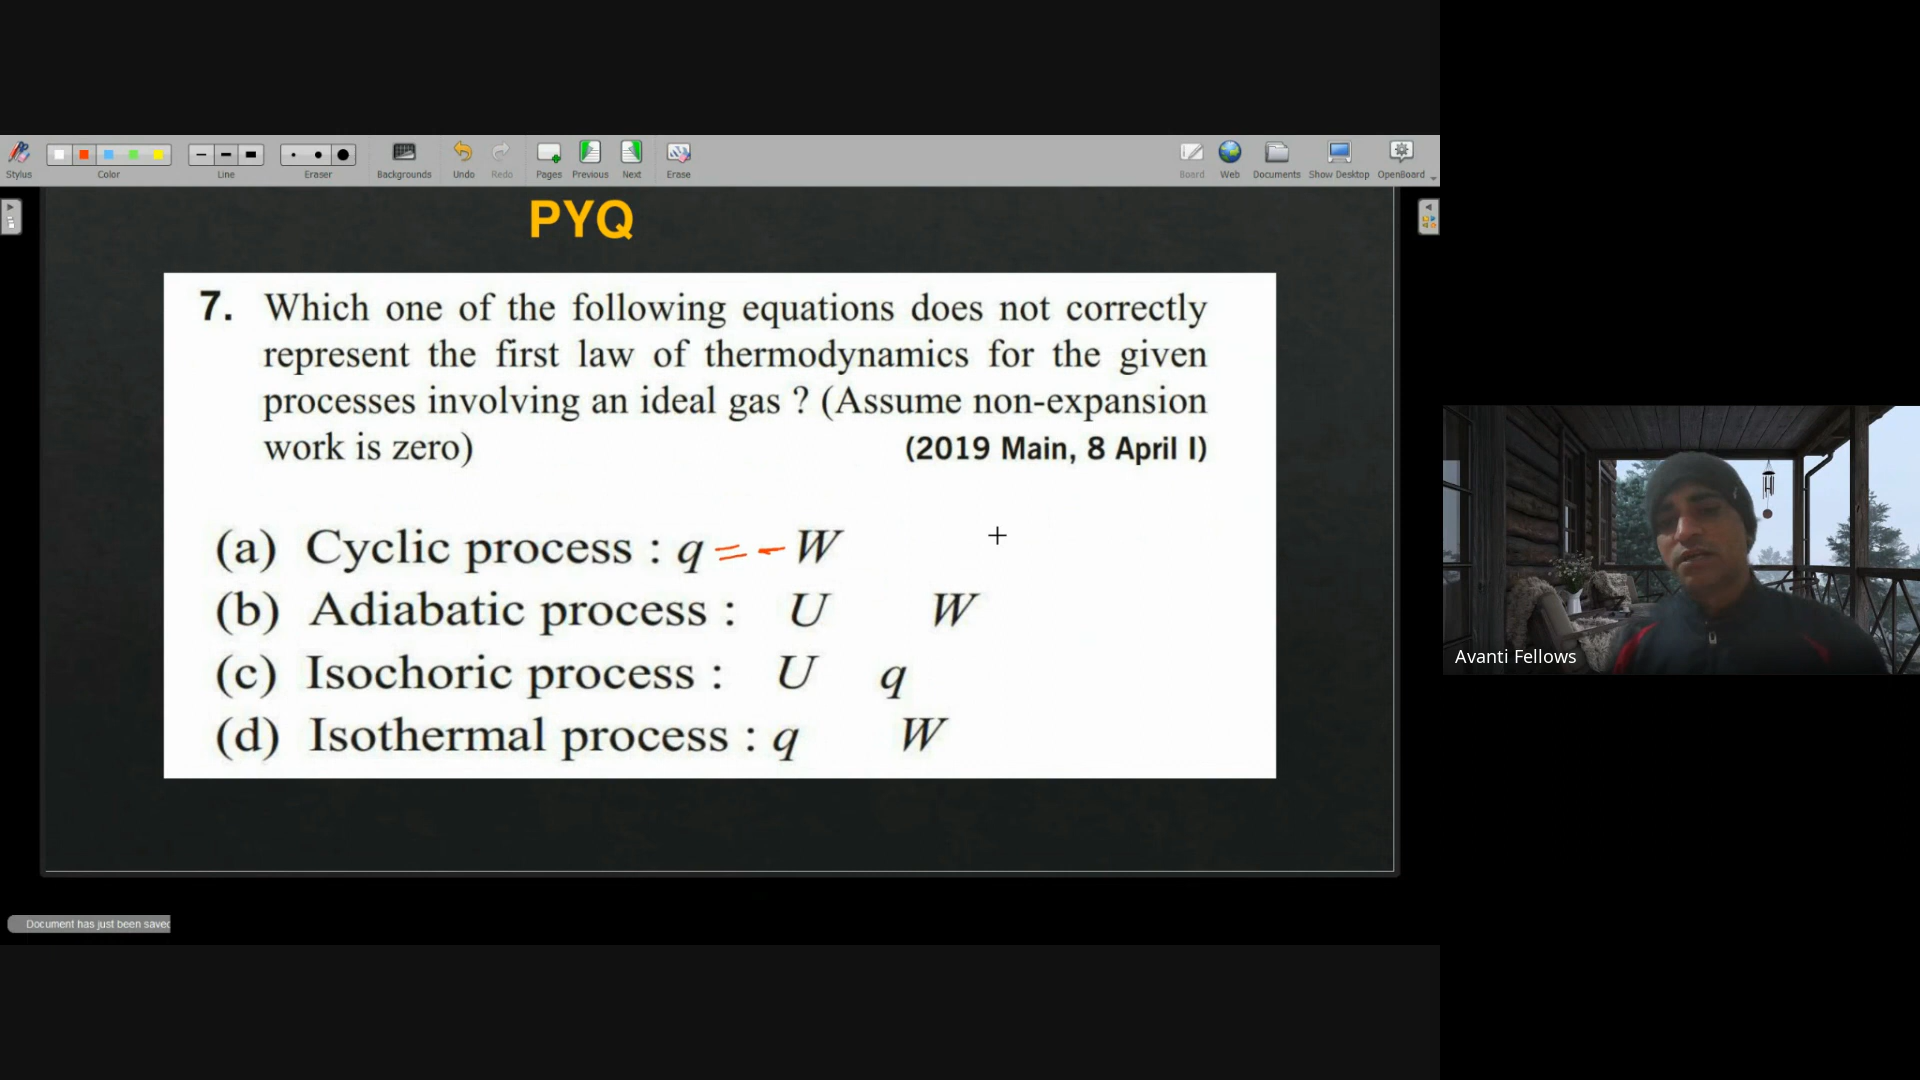 Stylus
Color
Line
Eraser
Backgrounds
Undo
Redo
Pages
Previous
Next
Erase
Board
Web
Documents
Show Desktop
OpenBoard
PYQ
7. Which one of the following equations does not correctly
represent the first law of thermodynamics for the given
processes involving an ideal gas ? (Assume non-expansion
work is zero) (2019 Main, 8 April I)
(a) Cyclic process : q = - W
(b) Adiabatic process : U W
(c) Isochoric process : U q
(d) Isothermal process : q W
Avanti Fellows
Document has just been saved